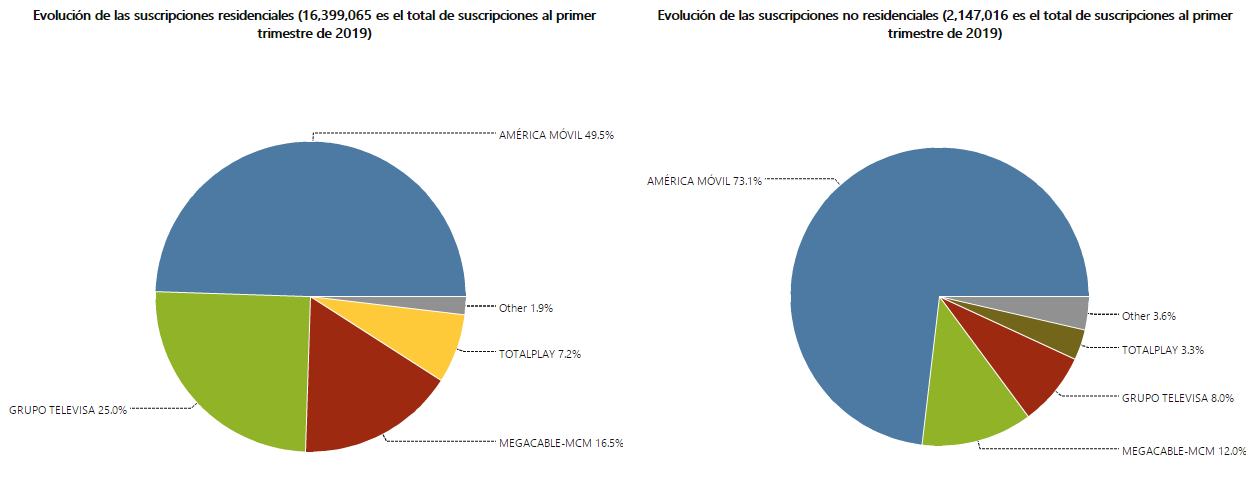 Evolución de las suscripciones residenciales (16,399,065 es el total de suscripciones al primer
trimestre de 2019)
AMÉRICA MÓVIL 49.5%
Other 1.9%
TOTALPLAY 7.2%
GRUPO TELEVISA 25.0%
MEGACABLE-MCM 16.5%
Evolución de las suscripciones no residenciales (2,147,016 es el total de suscripciones al primer
trimestre de 2019)
AMÉRICA MÓVIL 73.1%
Other 3.6%
TOTALPLAY 3.3%
GRUPO TELEVISA 8.0%
MEGACABLE-MCM 12.0%